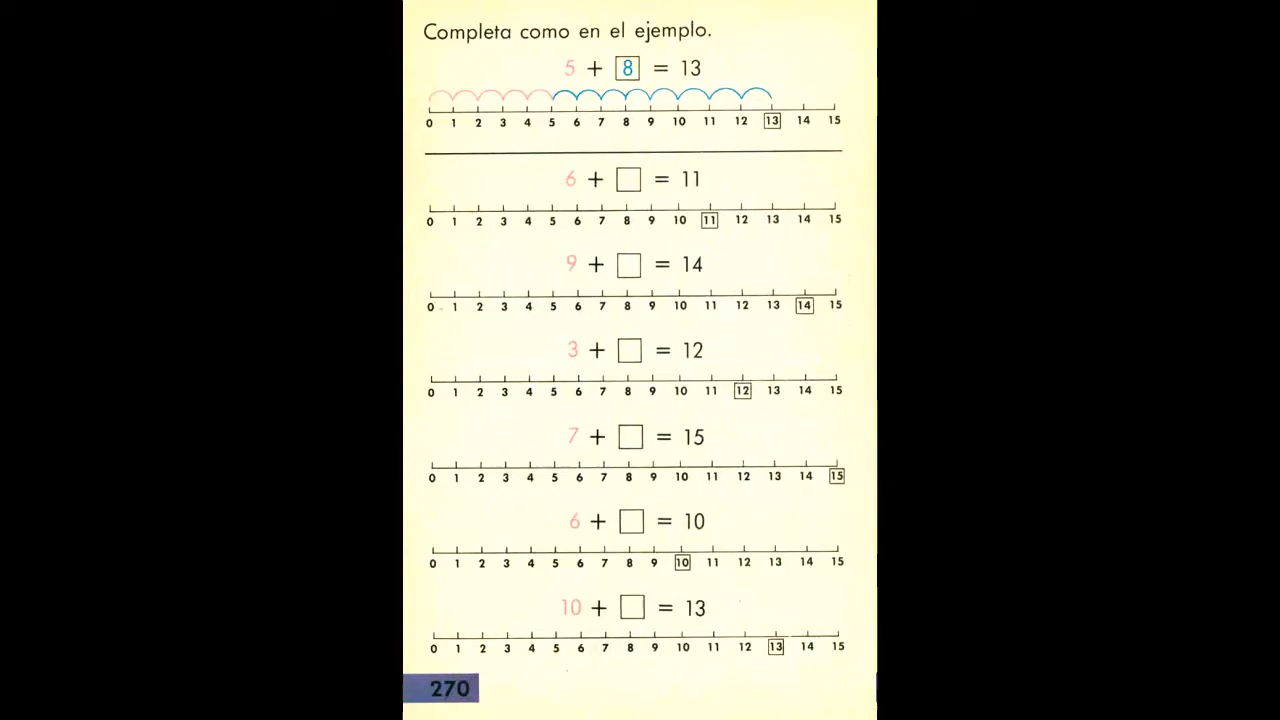 Completa como en el ejemplo.
5 + 8 = 13
0 1 2 3 4 5 6 7 8 9 10 11 12 13 14 15
6 + □ = 11
0 1 2 3 4 5 6 7 8 9 10 11 12 13 14 15
9 + □ = 14
0 1 2 3 4 5 6 7 8 9 10 11 12 13 14 15
3 + □ = 12
0 1 2 3 4 5 6 7 8 9 10 11 12 13 14 15
7 + □ = 15
0 1 2 3 4 5 6 7 8 9 10 11 12 13 14 15
6 + □ = 10
0 1 2 3 4 5 6 7 8 9 10 11 12 13 14 15
10 + □ = 13
0 1 2 3 4 5 6 7 8 9 10 11 12 13 14 15
270